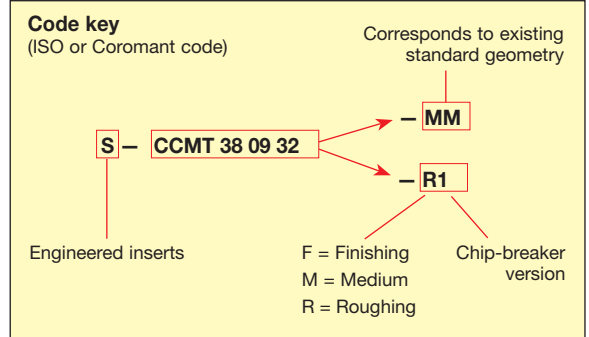 Code key
(ISO or Coromant code)
Corresponds to existing
standard geometry
– MM
S – CCMT 38 09 32
– R1
Engineered inserts
F = Finishing
M = Medium
R = Roughing
Chip-breaker
version